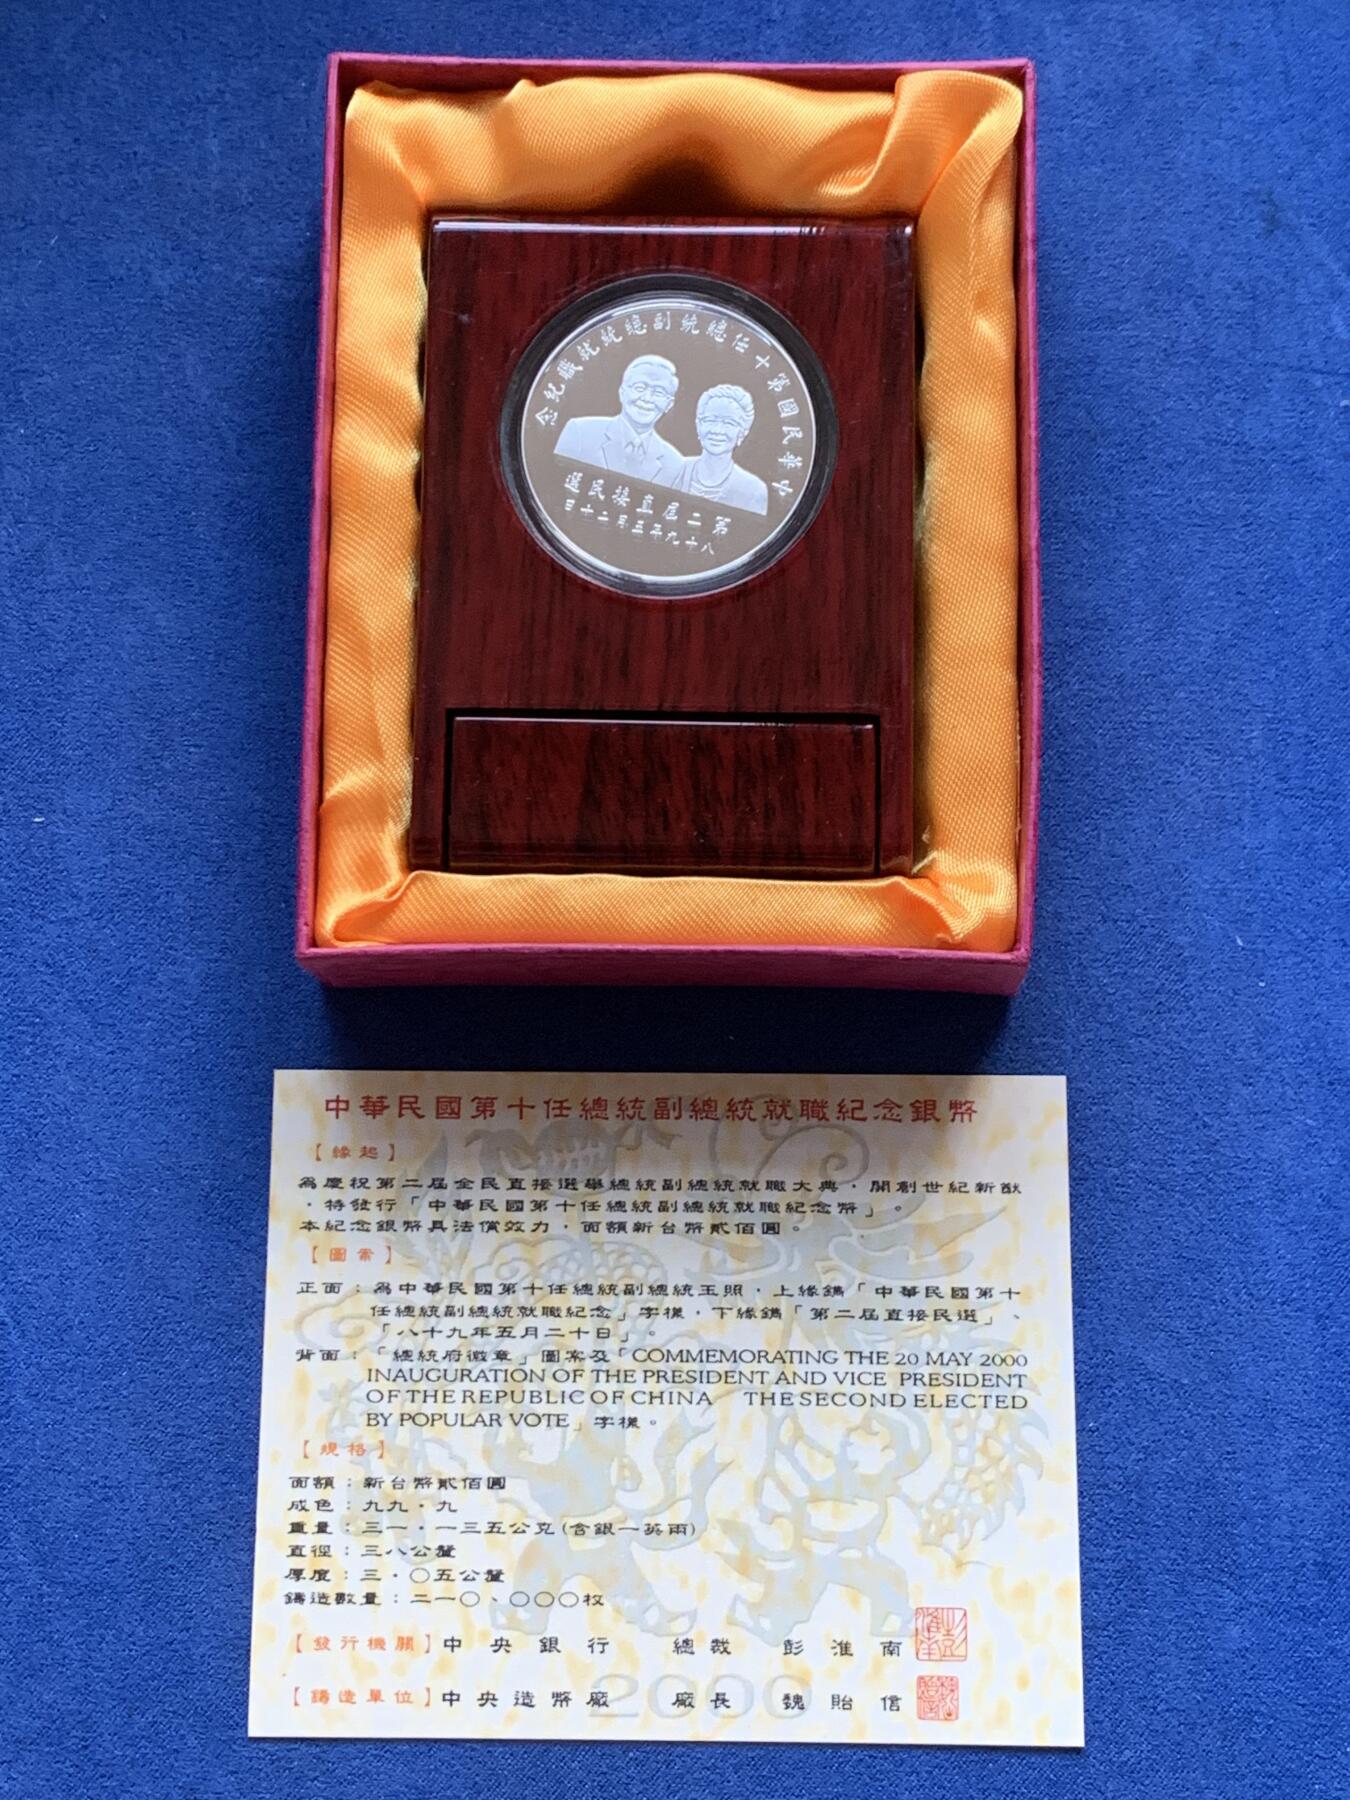 中華民國第十任總統副總統就職紀念
第二屆直接民選
八十九年五月二十日
中華民國第十任總統副總統就職紀念銀幣
【緣起】
為慶祝第二屆全民直接選舉總統副總統就職大典，開創世紀新猷
，特發行「中華民國第十任總統副總統就職紀念幣」。
本紀念銀幣具法償效力，面額新台幣貳佰圓。
【圖案】
正面：為中華民國第十任總統副總統玉照，上緣鐫「中華民國第十
任總統副總統就職紀念」字樣，下緣鐫「第二屆直接民選」、
「八十九年五月二十日」。
背面：「總統府徽章」圖案及「COMMEMORATING THE 20 MAY 2000
INAUGURATION OF THE PRESIDENT AND VICE PRESIDENT
OF THE REPUBLIC OF CHINA THE SECOND ELECTED
BY POPULAR VOTE」字樣。
【規格】
面額：新台幣貳佰圓
成色：九九．九
重量：三一．一三五公克(含銀一英兩)
直徑：三八公釐
厚度：三．〇五公釐
鑄造數量：二一〇、〇〇〇枚
【發行機關】中央銀行 總裁 彭淮南
【鑄造單位】中央造幣廠 廠長 魏貽信
2000